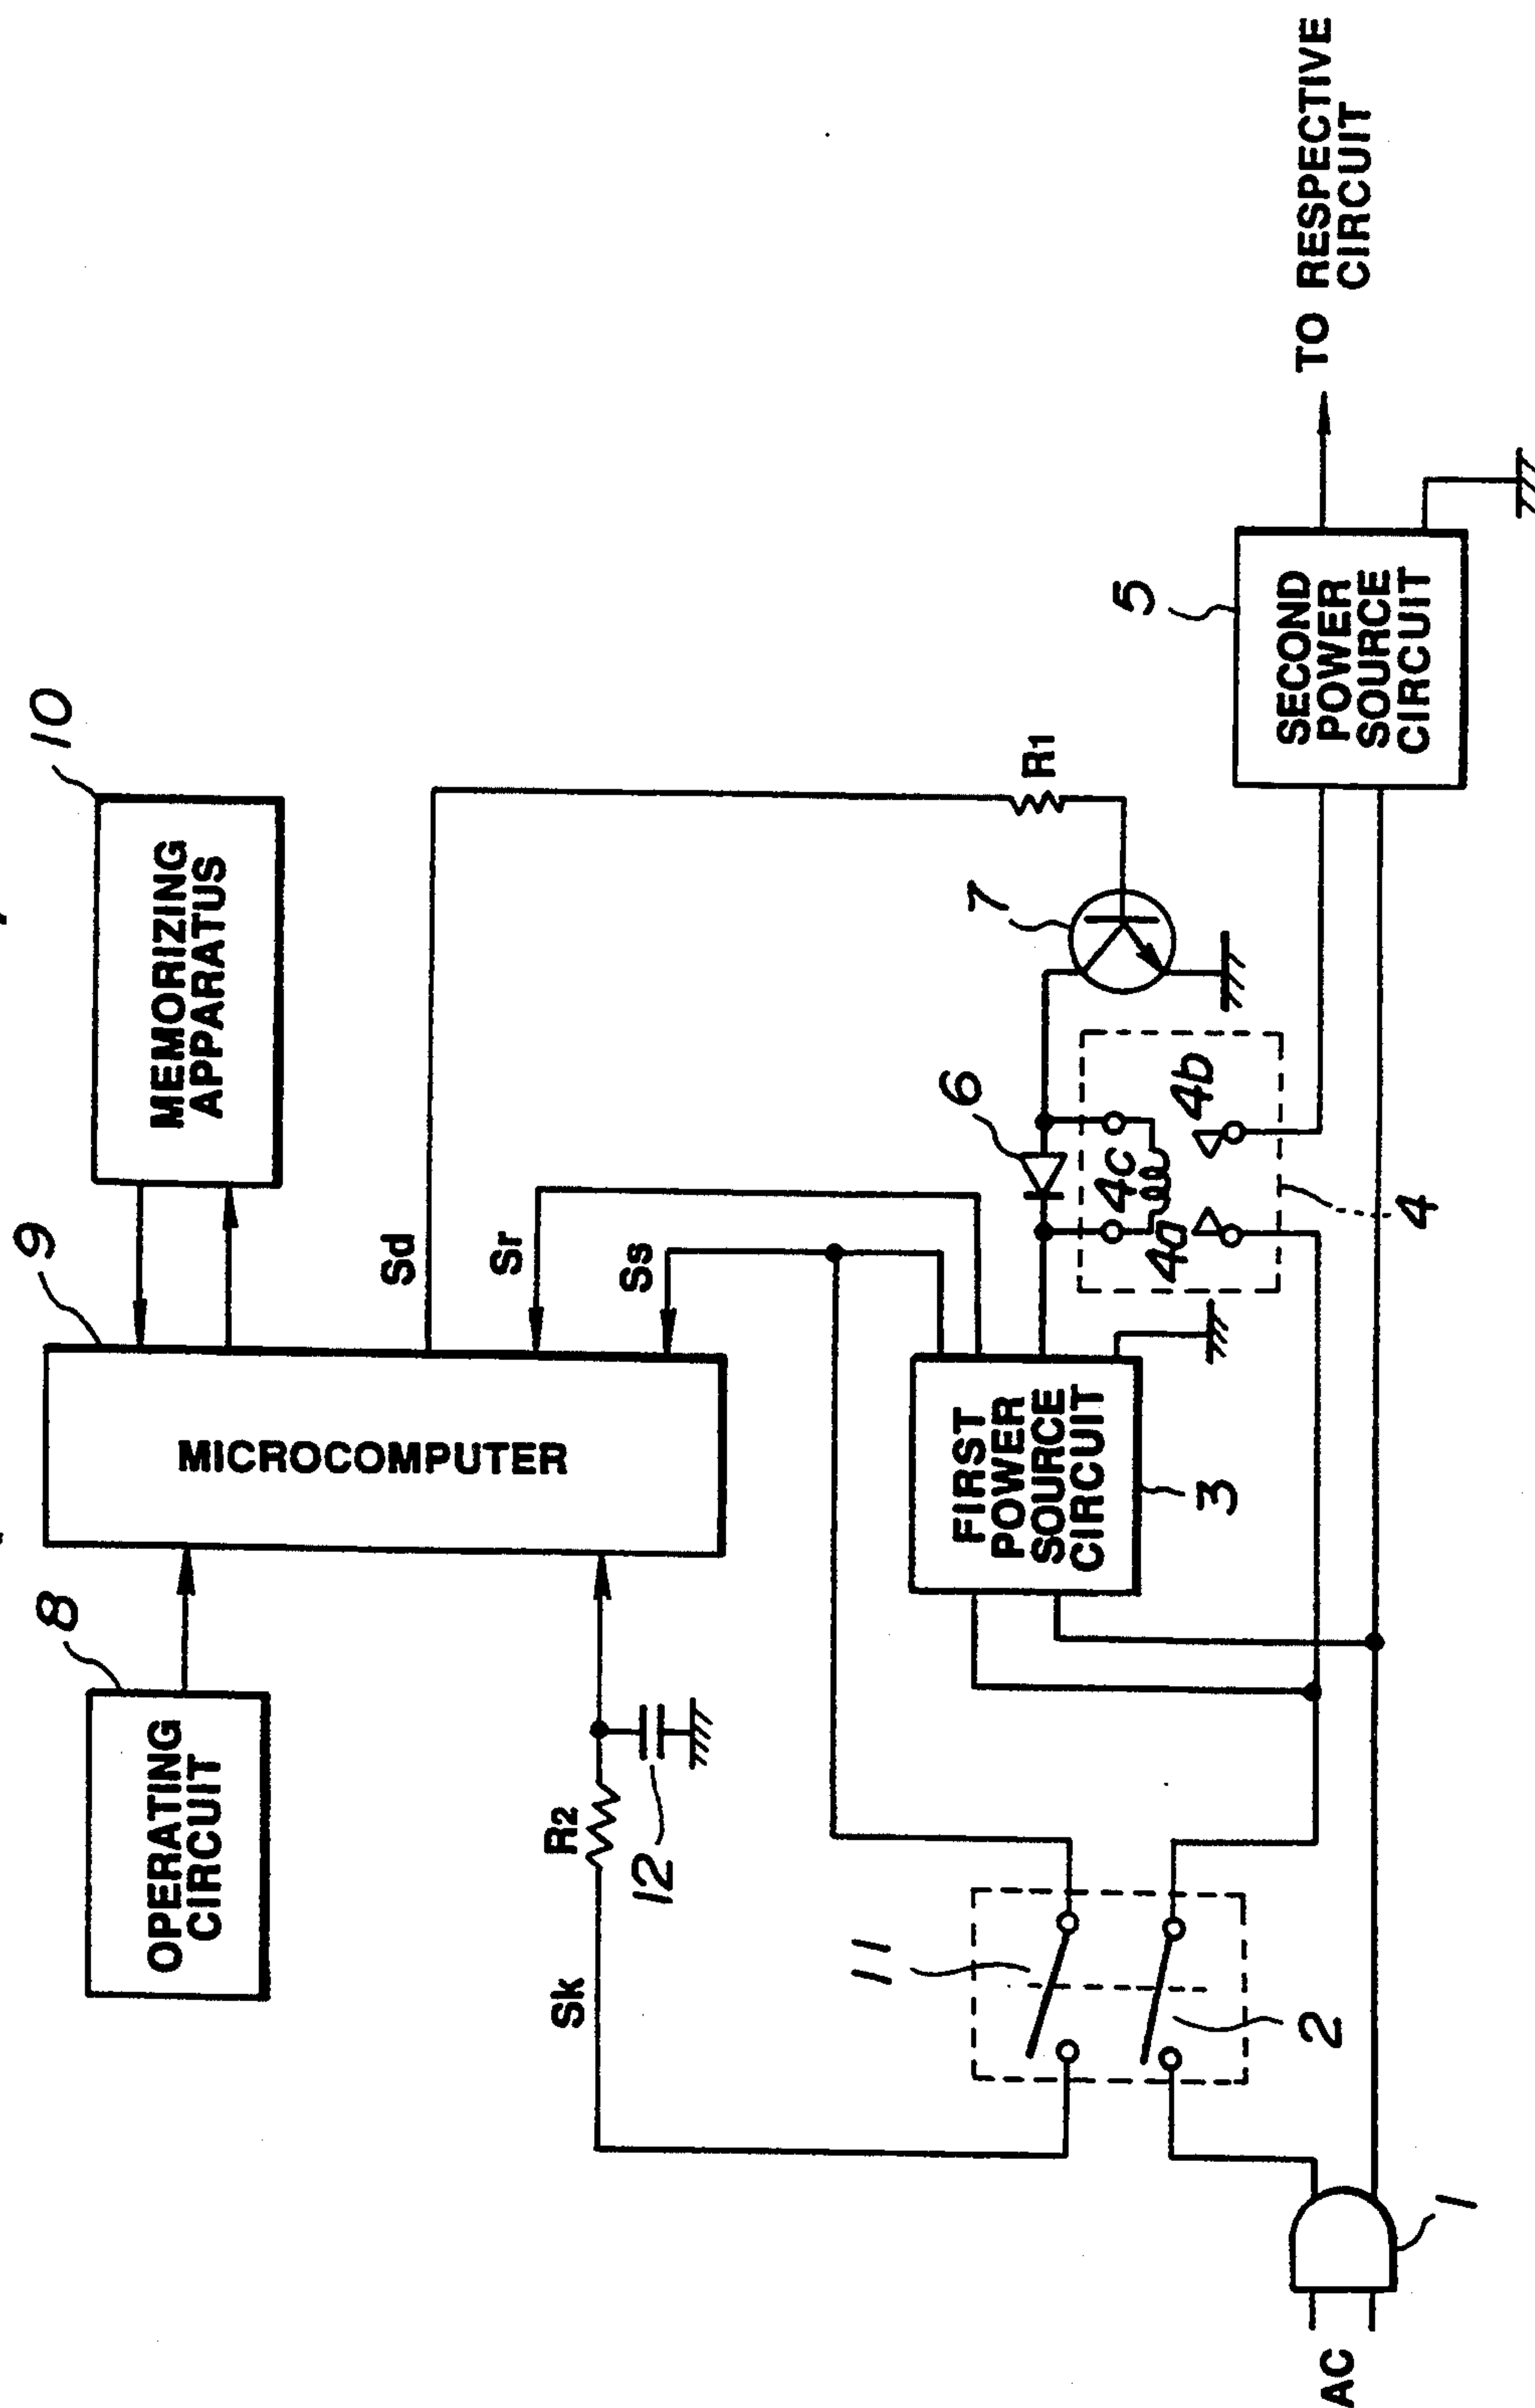 10
MEMORIZING
APPARATUS
9
MICROCOMPUTER
8
OPERATING
CIRCUIT
Sd
Sr
Ss
Sk
R2
12
R1
7
6
4c
4a
4b
4
FIRST
POWER
SOURCE
CIRCUIT
3
5
SECOND
POWER
SOURCE
CIRCUIT
TO RESPECTIVE
CIRCUIT
11
2
1
AC